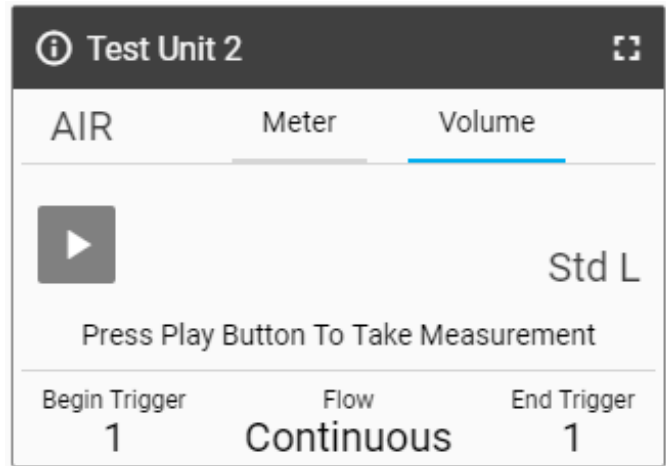 Test Unit 2
AIR Meter Volume
Std L
Press Play Button To Take Measurement
Begin Trigger Flow End Trigger
1 Continuous 1